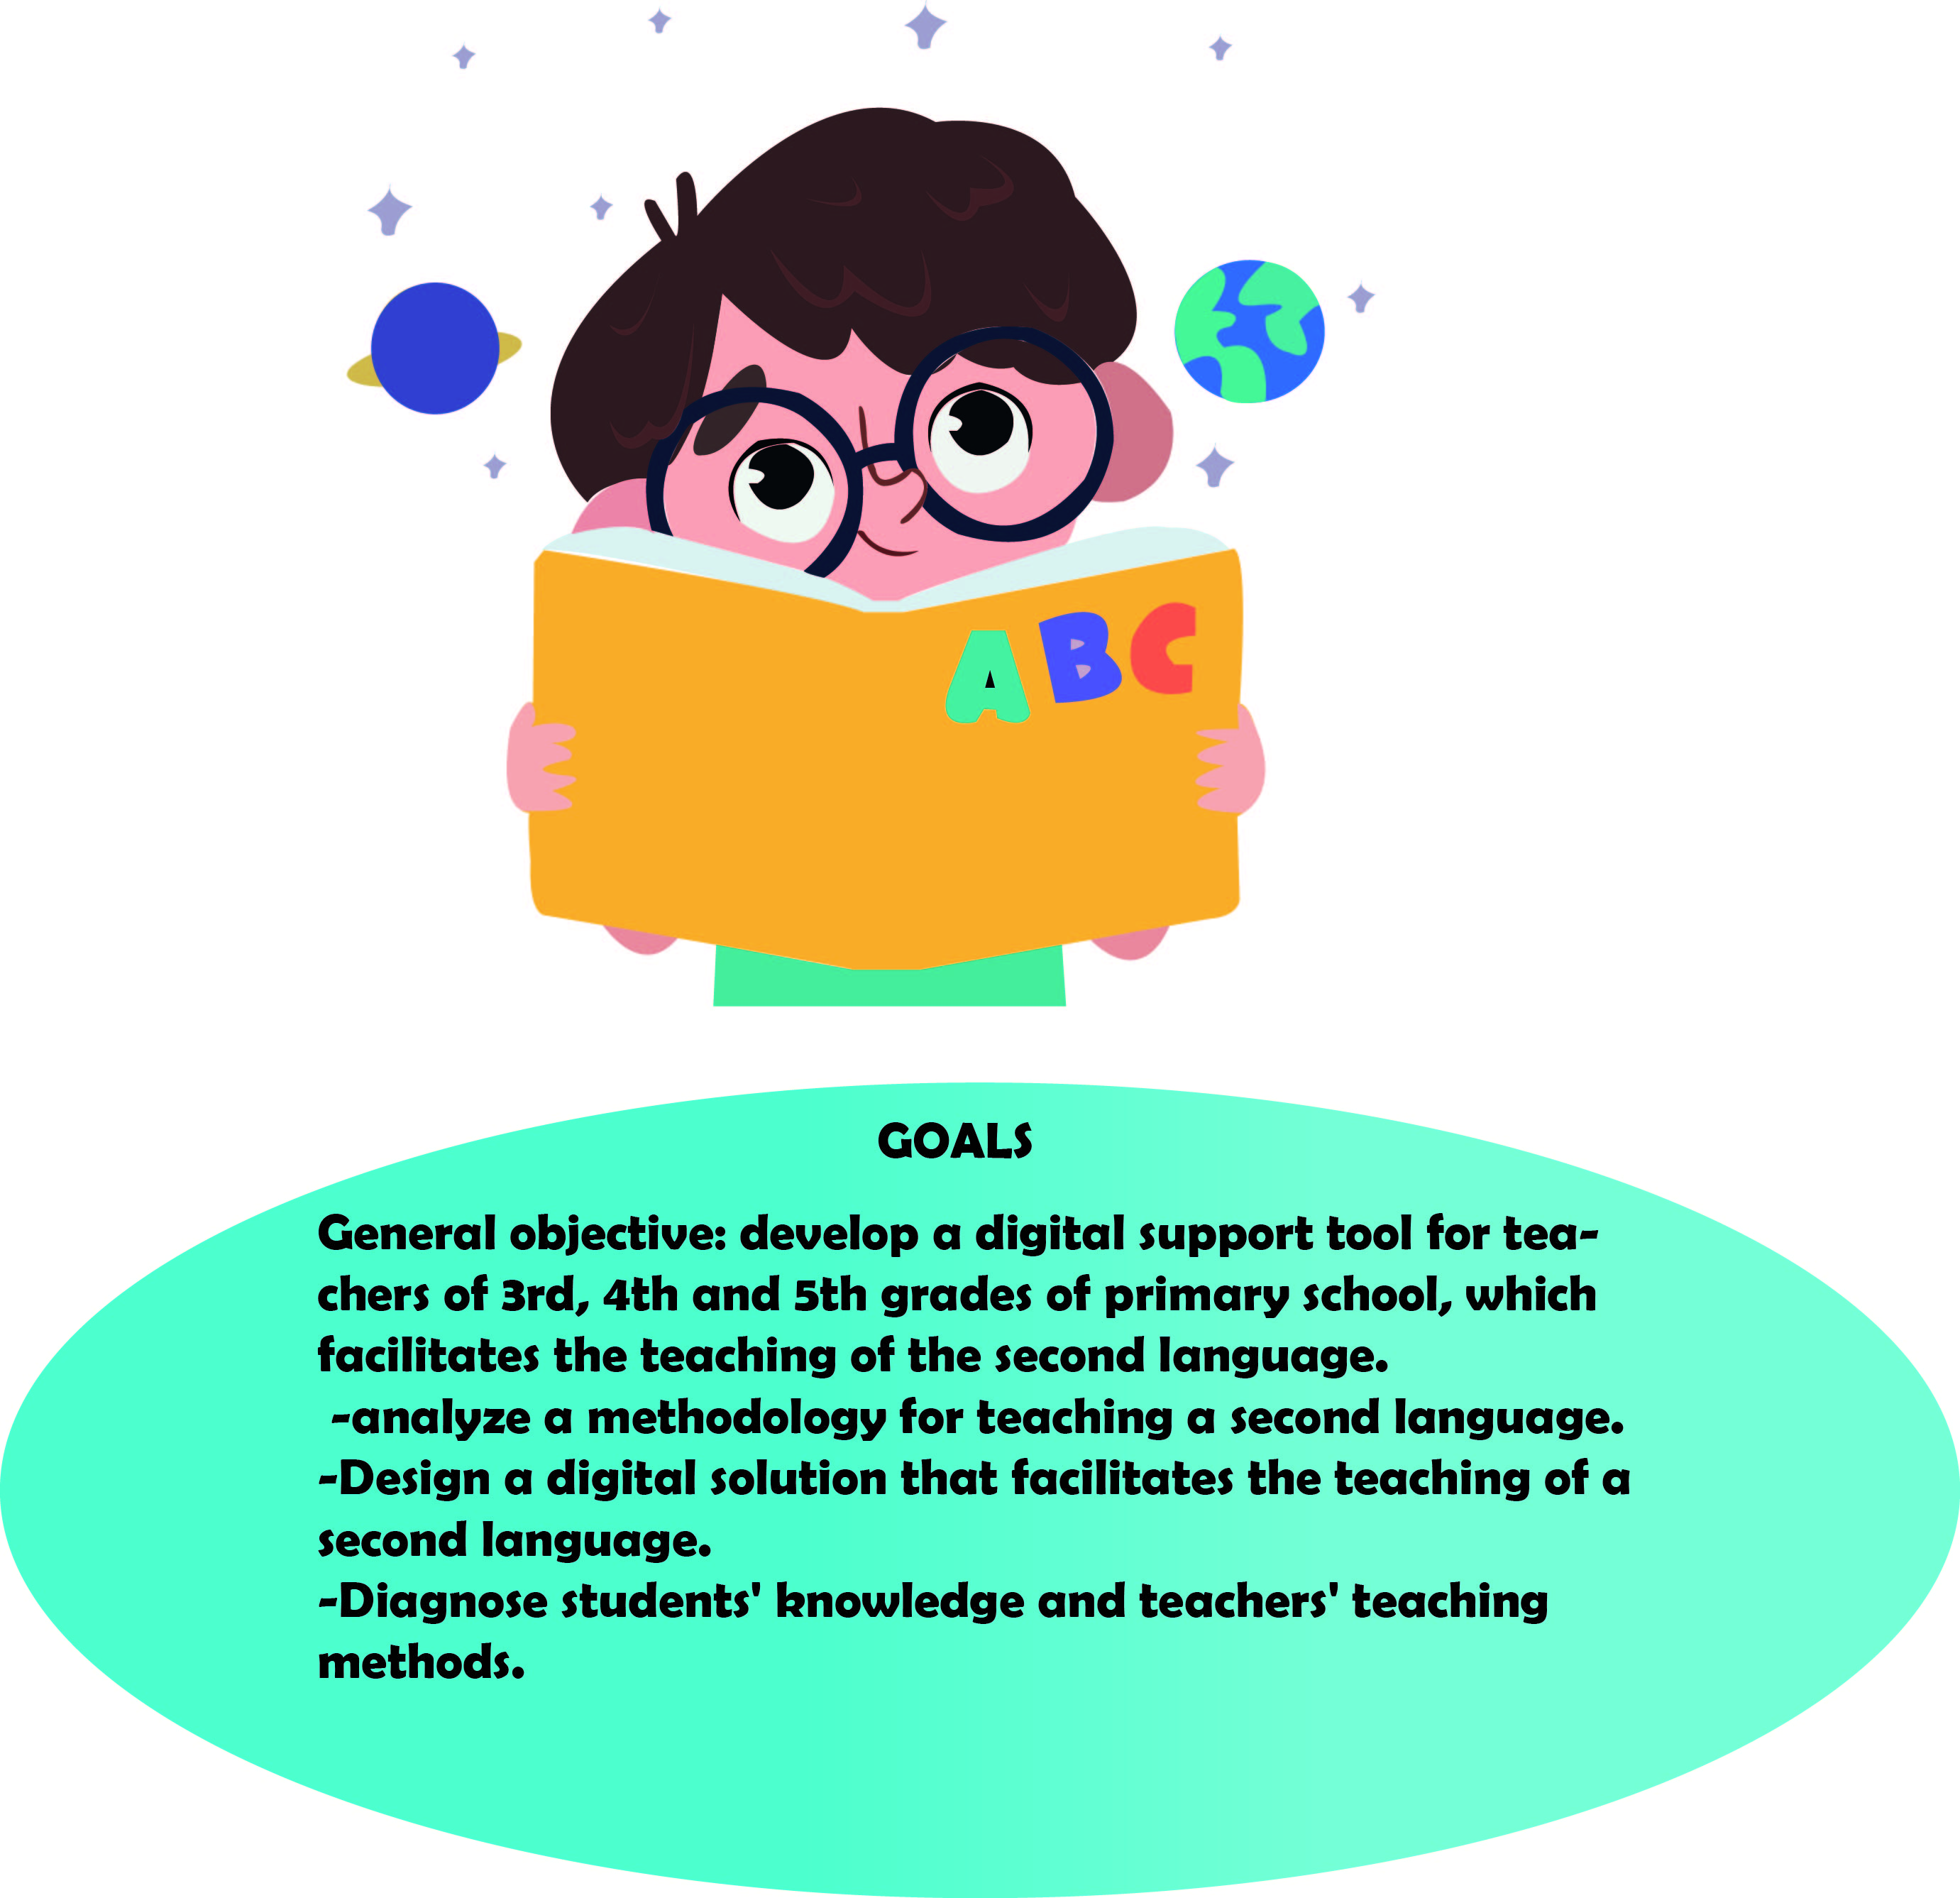 ABC
GOALS
General objective: develop a digital support tool for tea-
chers of 3rd, 4th and 5th grades of primary school, which
facilitates the teaching of the second language.
-analyze a methodology for teaching a second language.
-Design a digital solution that facilitates the teaching of a
second language.
-Diagnose students' knowledge and teachers' teaching
methods.